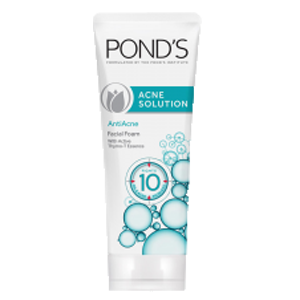 POND'S
FORMULATED BY THE POND'S INSTITUTE
ACNE
SOLUTION
AntiAcne
Facial Foam
With Active
Thymo-T Essence
10